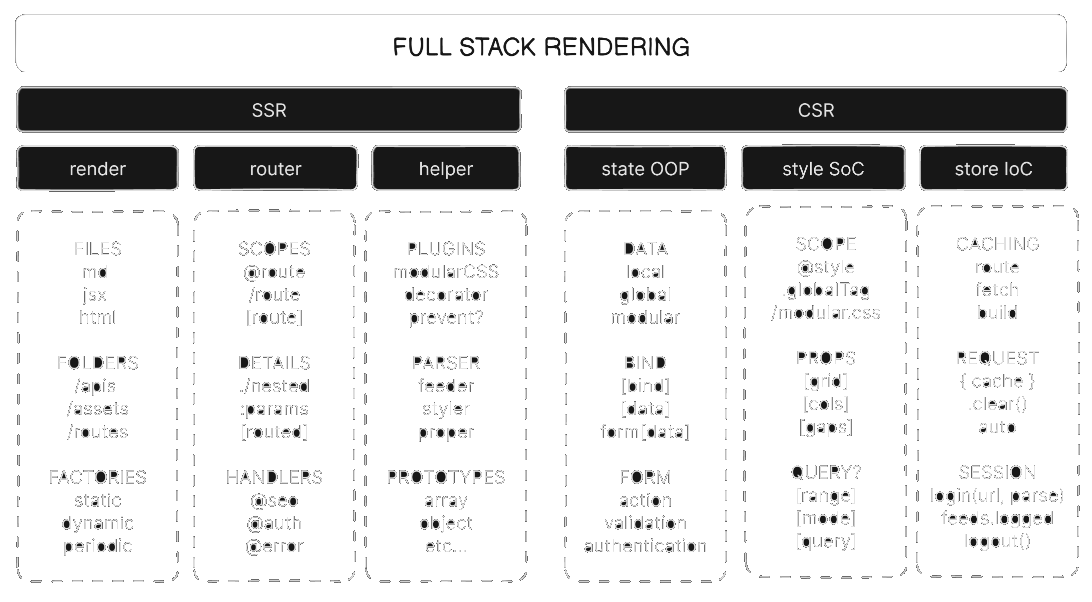 FULL STACK RENDERING
SSR
render
FILES
md
jsx
html
FOLDERS
/apis
/assets
/routes
FACTORIES
static
dynamic
periodic
router
SCOPES
@route
/route
[route]
DETAILS
./nested
:params
[routed]
HANDLERS
@seo
@auth
@error
helper
PLUGINS
modularCSS
decorator
prevent?
PARSER
feeder
styler
proper
PROTOTYPES
array
object
etc...
CSR
state OOP
DATA
local
global
modular
BIND
[bind]
[data]
form[data]
FORM
action
validation
authentication
style SoC
SCOPE
@style
.globalTag
/modular.css
PROPS
[grid]
[cols]
[gaps]
QUERY?
[range]
[mode]
[query]
store IoC
CACHING
route
fetch
build
REQUEST
{ cache }
.clear()
auto
SESSION
login(url, parse)
feeds.logged
logout()